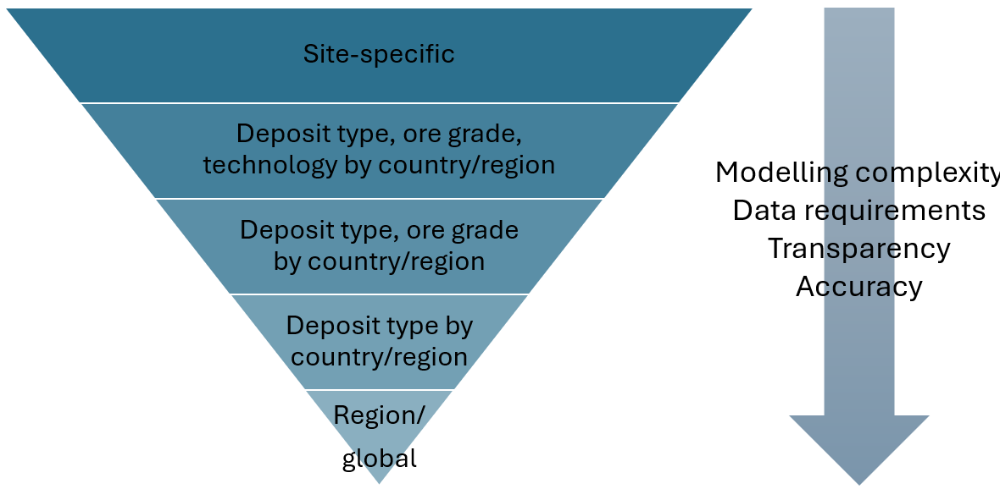 Site-specific
Deposit type, ore grade,
technology by country/region
Deposit type, ore grade
by country/region
Deposit type by
country/region
Region/
global
Modelling complexity
Data requirements
Transparency
Accuracy